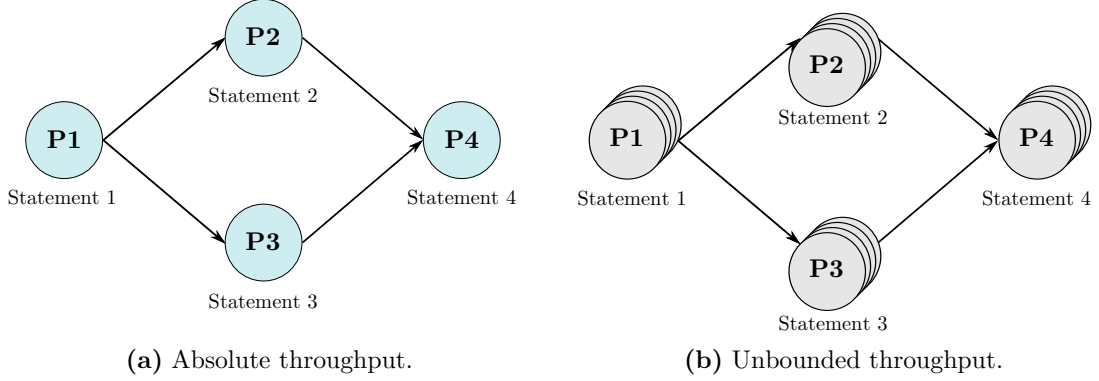 P2
Statement 2
P1
Statement 1
P4
Statement 4
P3
Statement 3
(a) Absolute throughput.
P2
Statement 2
P1
Statement 1
P4
Statement 4
P3
Statement 3
(b) Unbounded throughput.